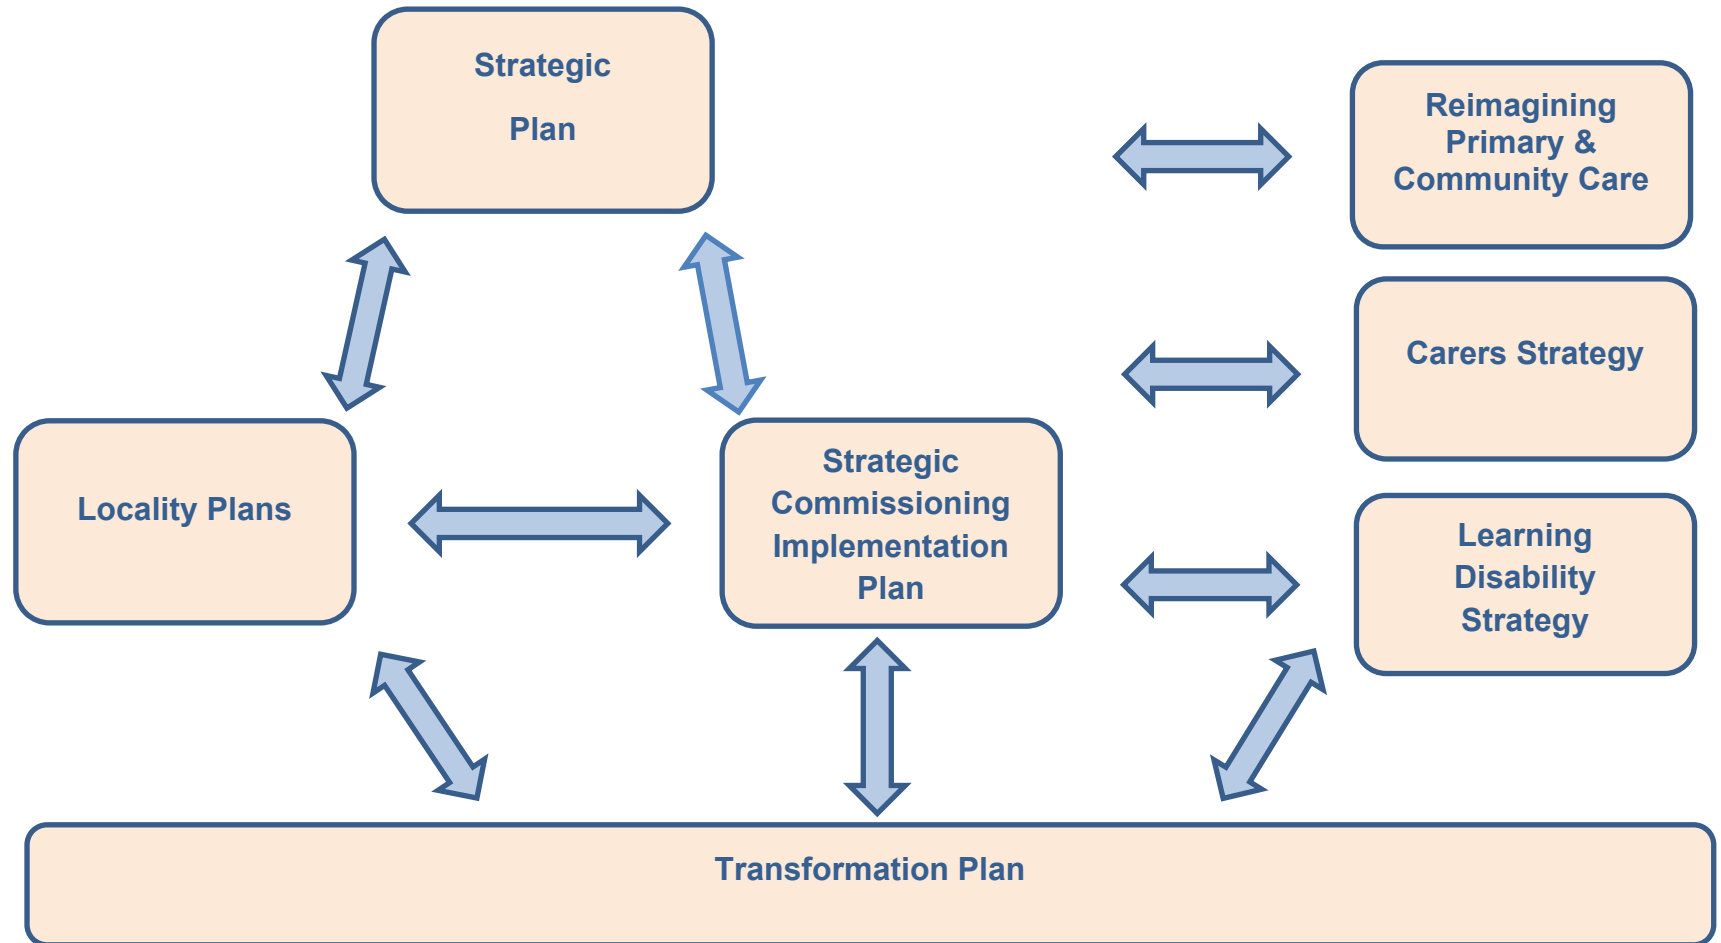 Strategic
Plan
Reimagining
Primary &
Community Care
Carers Strategy
Locality Plans
Strategic
Commissioning
Implementation
Plan
Learning
Disability
Strategy
Transformation Plan